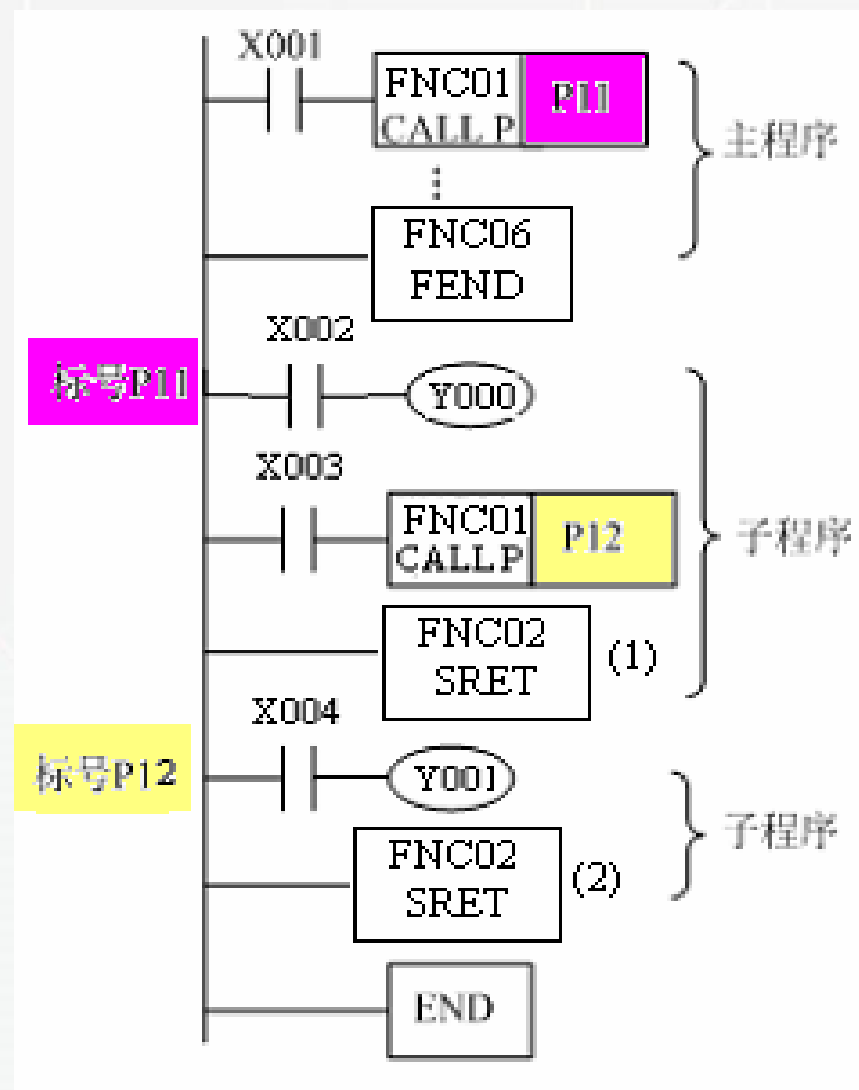 X001
FNC01 P11
CALL P
主程序
FNC06
FEND
X002
标号P11
Y000
X003
FNC01 P12
CALL P
子程序
FNC02
SRET
(1)
X004
标号P12
Y001
子程序
FNC02
SRET
(2)
END